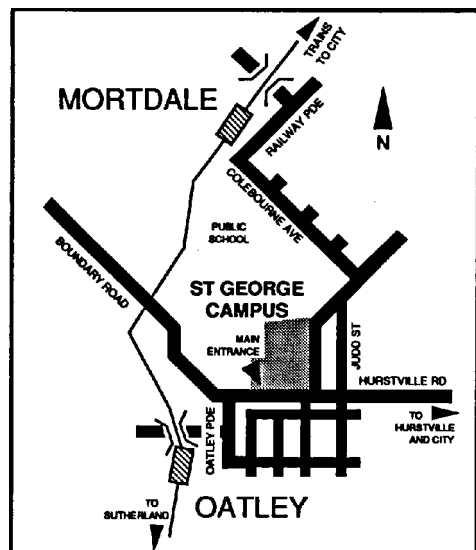 TRAINS
TO CITY
MORTDALE
RAILWAY PDE
N
COLEBOURNE AVE
PUBLIC
SCHOOL
BOUNDARY ROAD
ST GEORGE
CAMPUS
MAIN
ENTRANCE
JUDD ST
HURSTVILLE RD
OATLEY PDE
TO
HURSTVILLE
AND CITY
TO
SUTHERLAND
OATLEY